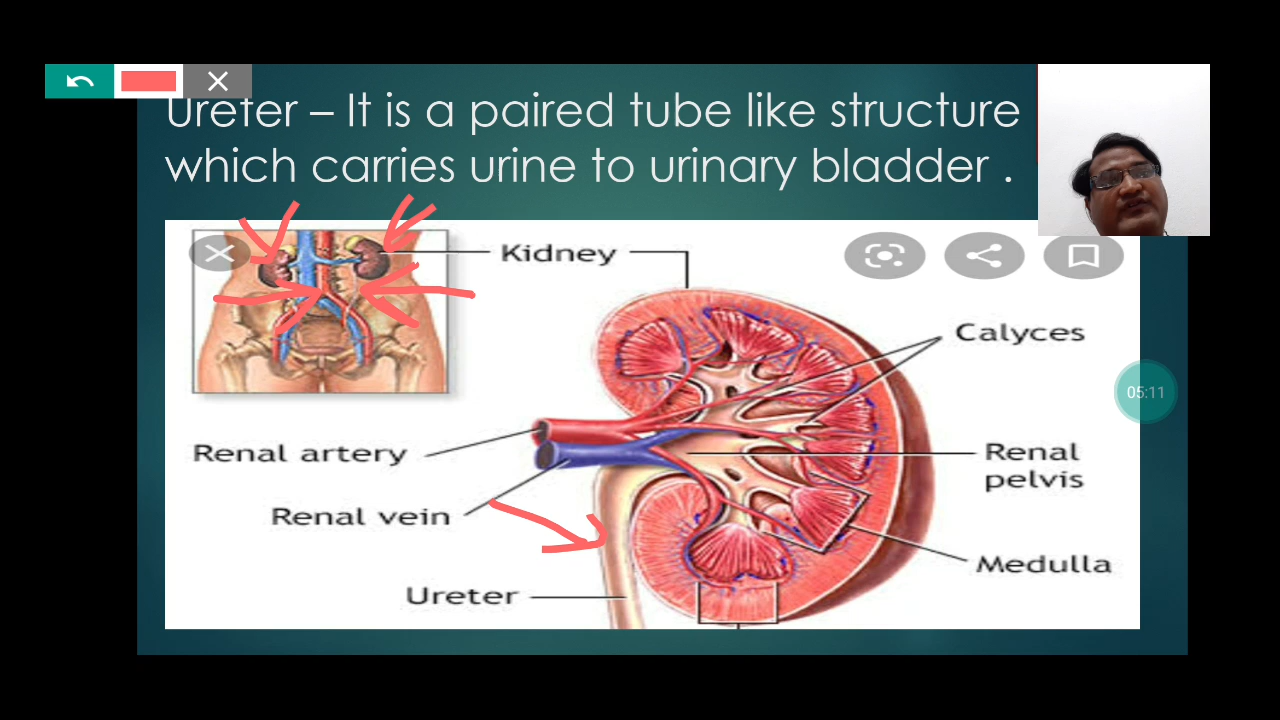 Ureter – It is a paired tube like structure
which carries urine to urinary bladder .
Kidney
Calyces
05:11
Renal artery
Renal
pelvis
Renal vein
Medulla
Ureter